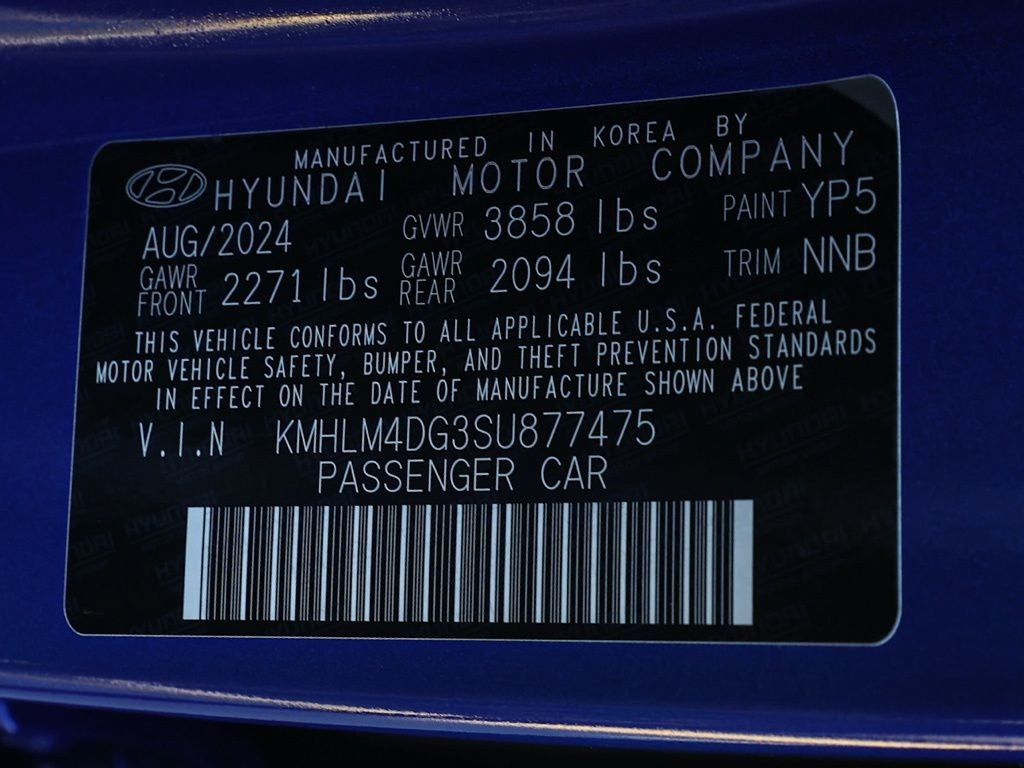 MANUFACTURED IN KOREA BY
HYUNDAI MOTOR COMPANY
AUG/2024 GVWR 3858 lbs PAINT YP5
GAWR FRONT 2271 lbs GAWR REAR 2094 lbs TRIM NNB
THIS VEHICLE CONFORMS TO ALL APPLICABLE U.S.A. FEDERAL
MOTOR VEHICLE SAFETY, BUMPER, AND THEFT PREVENTION STANDARDS
IN EFFECT ON THE DATE OF MANUFACTURE SHOWN ABOVE
V.I.N KMHLM4DG3SU877475
PASSENGER CAR